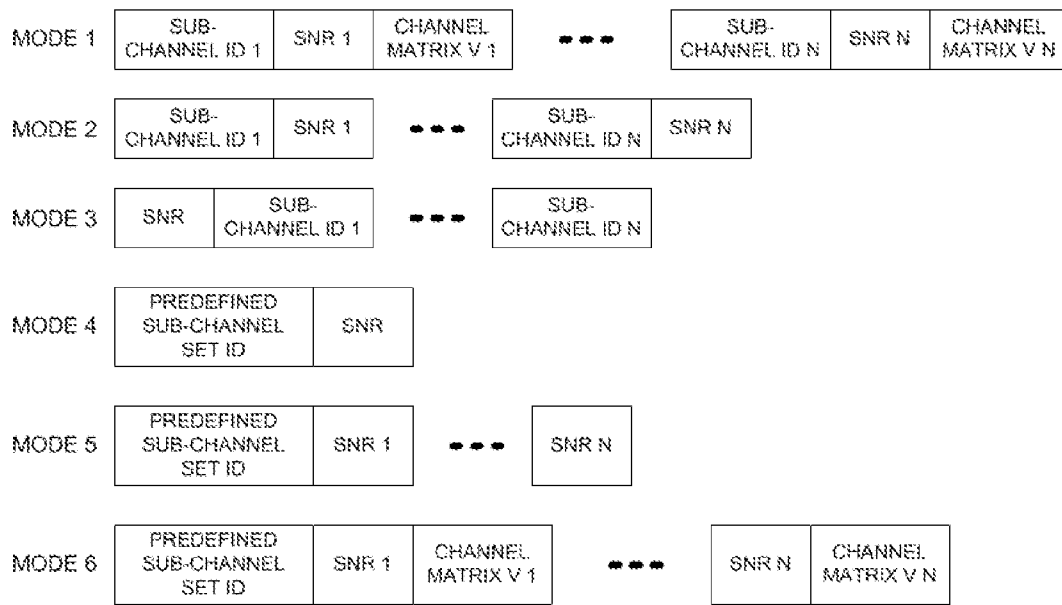 MODE 1
SUB-
CHANNEL ID 1
SNR 1
CHANNEL
MATRIX V 1
SUB-
CHANNEL ID N
SNR N
CHANNEL
MATRIX V N
MODE 2
SUB-
CHANNEL ID 1
SNR 1
SUB-
CHANNEL ID N
SNR N
MODE 3
SNR
SUB-
CHANNEL ID 1
SUB-
CHANNEL ID N
MODE 4
PREDEFINED
SUB-CHANNEL
SET ID
SNR
MODE 5
PREDEFINED
SUB-CHANNEL
SET ID
SNR 1
SNR N
MODE 6
PREDEFINED
SUB-CHANNEL
SET ID
SNR 1
CHANNEL
MATRIX V 1
SNR N
CHANNEL
MATRIX V N